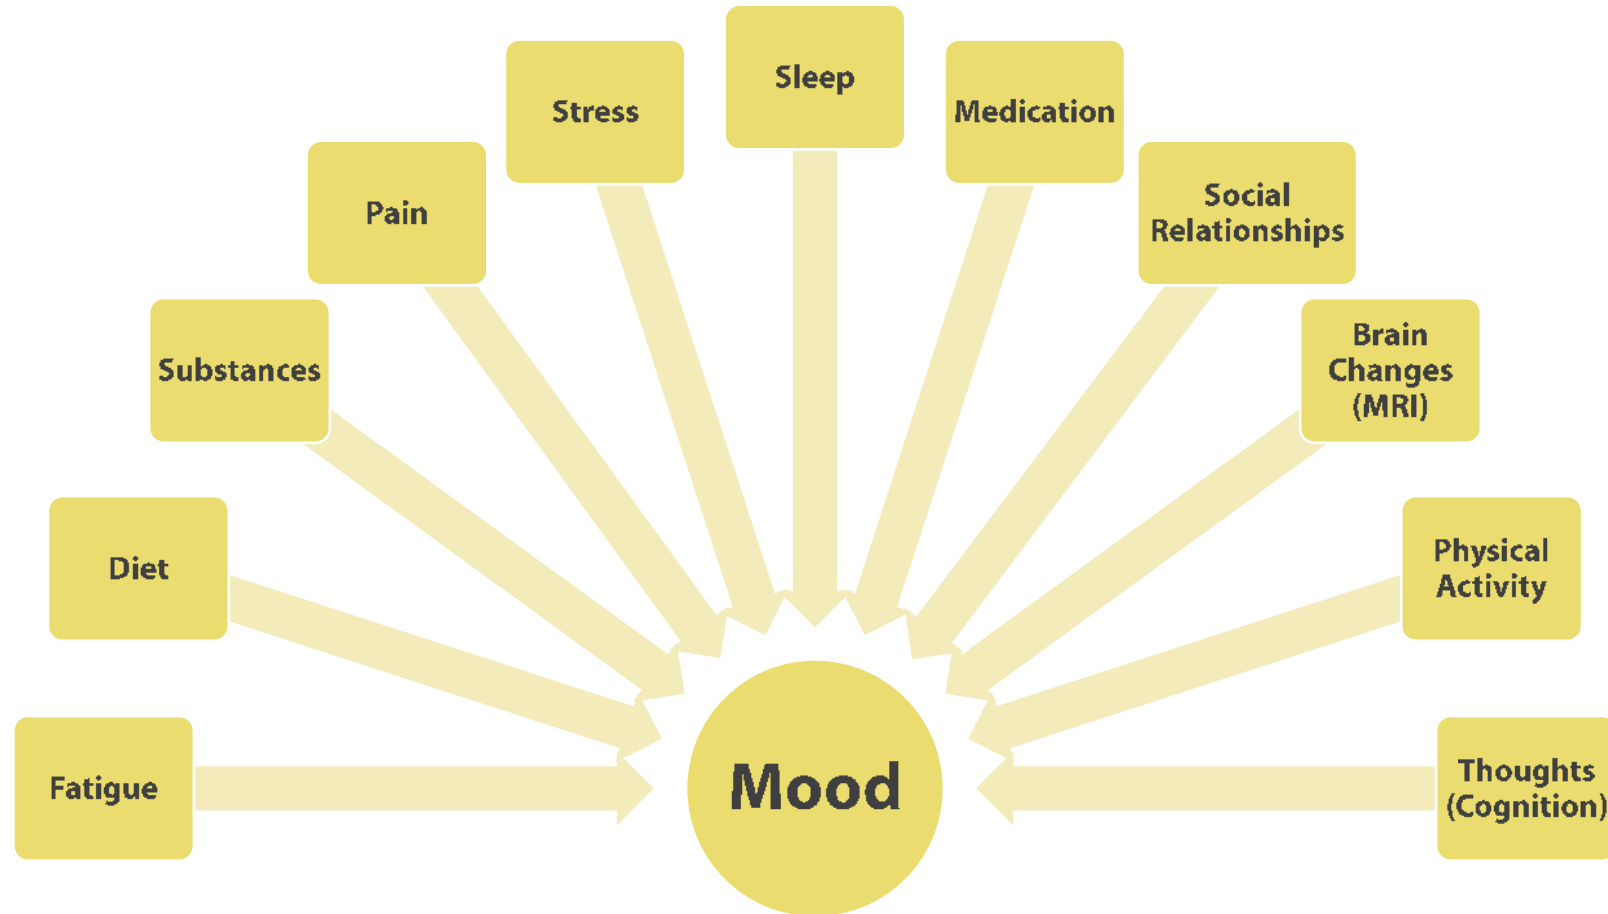 Sleep
Stress
Medication
Pain
Social
Relationships
Substances
Brain
Changes
(MRI)
Diet
Physical
Activity
Fatigue
Mood
Thoughts
(Cognition)